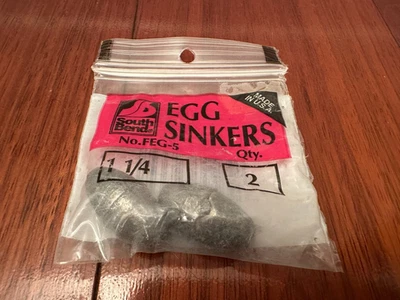 MADE
IN U.S.A.
South
Bend®
EGG
SINKERS
No.FEG-5
Qty.
1 1/4
2